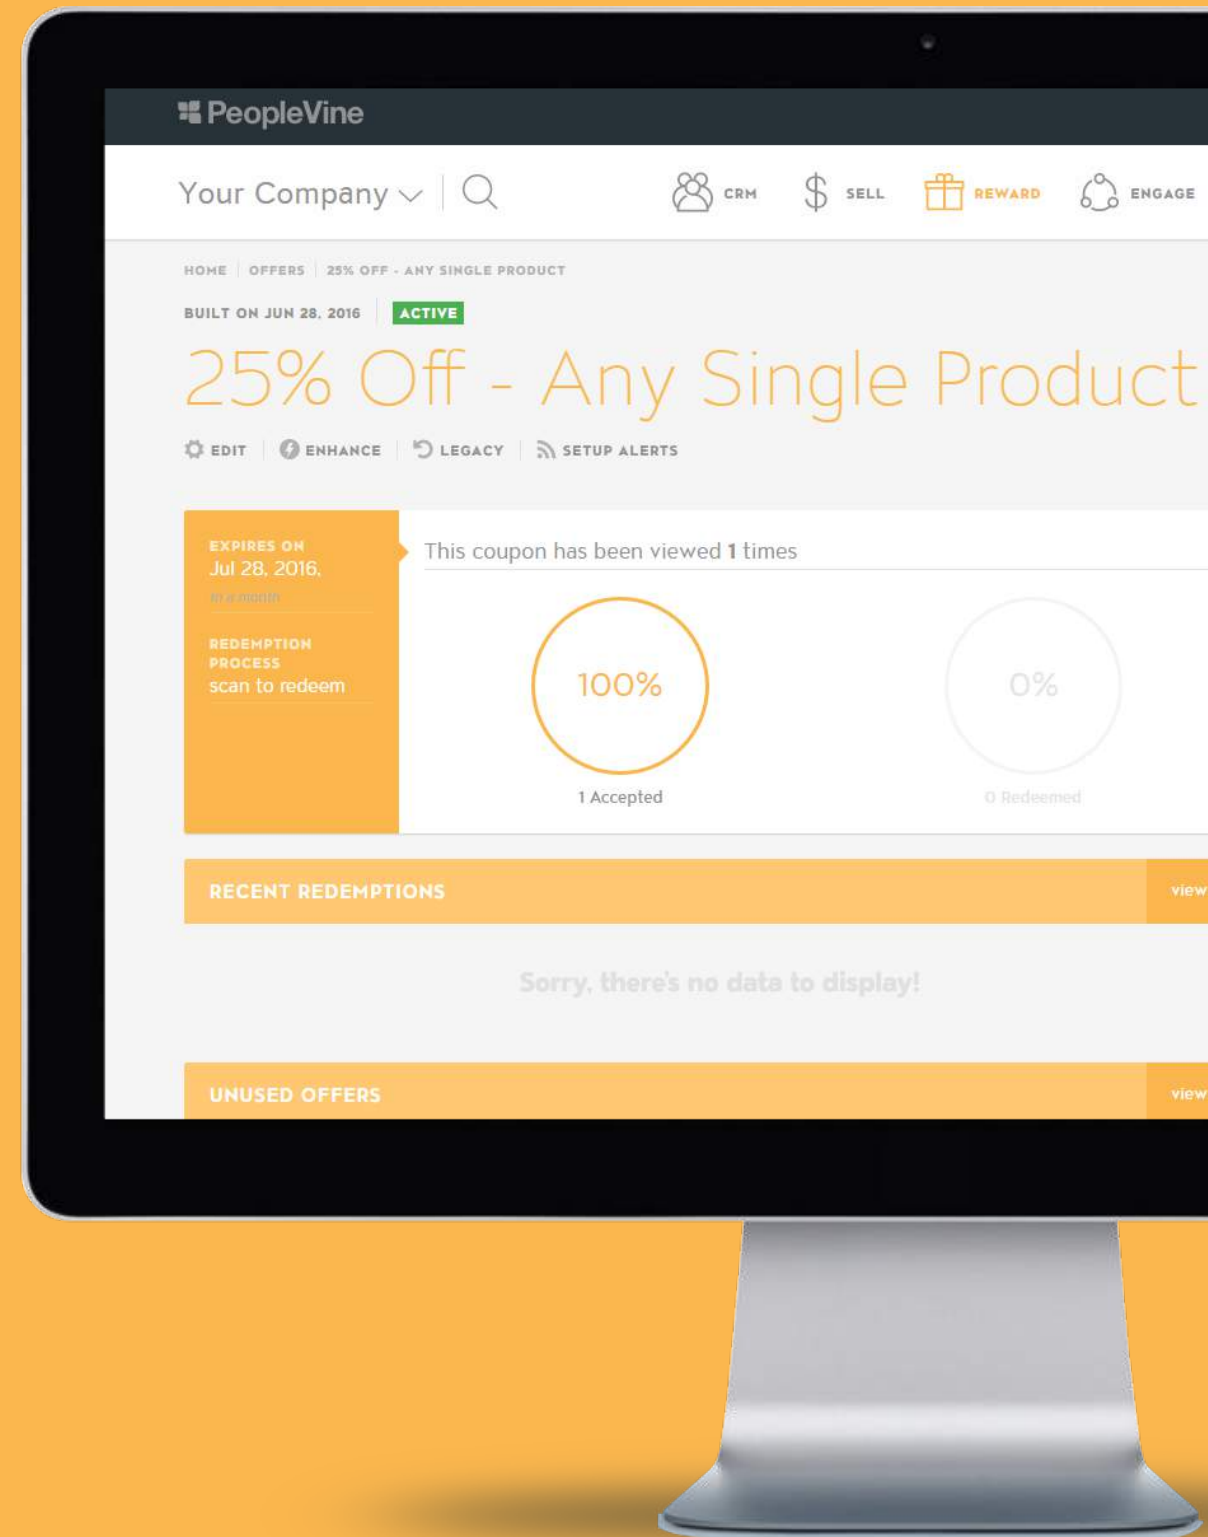 PeopleVine
Your Company
CRM
SELL
REWARD
ENGAGE
HOME OFFERS 25% OFF - ANY SINGLE PRODUCT
BUILT ON JUN 28, 2016 ACTIVE
25% Off - Any Single Product
EDIT ENHANCE LEGACY SETUP ALERTS
EXPIRES ON
Jul 28, 2016,
in a month
REDEMPTION
PROCESS
scan to redeem
This coupon has been viewed 1 times
100%
1 Accepted
0%
0 Redeemed
RECENT REDEMPTIONS
view
Sorry, there's no data to display!
UNUSED OFFERS
view